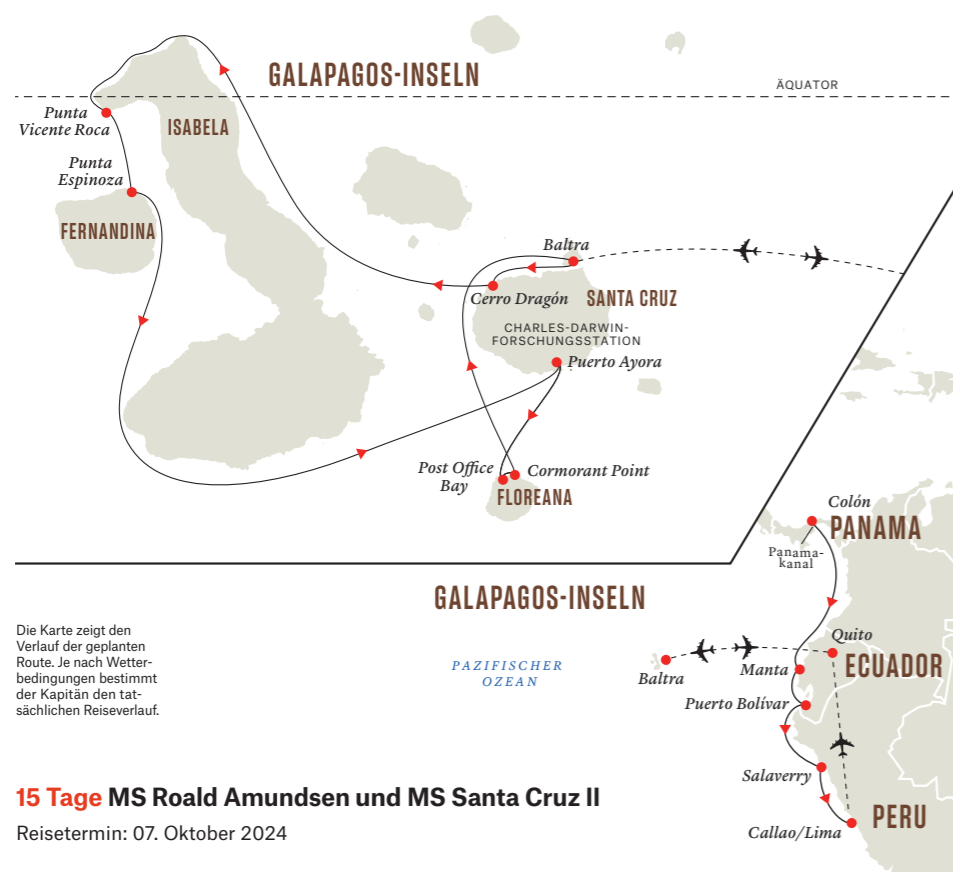 GALAPAGOS-INSELN
ÄQUATOR
Punta
Vicente Roca
ISABELA
Punta
Espinoza
FERNANDINA
Baltra
Cerro Dragón
SANTA CRUZ
CHARLES-DARWIN-
FORSCHUNGSSTATION
Puerto Ayora
Post Office
Bay
Cormorant Point
FLOREANA
Colón
PANAMA
Panama-
kanal
GALAPAGOS-INSELN
Die Karte zeigt den
Verlauf der geplanten
Route. Je nach Wetter-
bedingungen bestimmt
der Kapitän den tat-
sächlichen Reiseverlauf.
PAZIFISCHER
OZEAN
Quito
Baltra
Manta
ECUADOR
Puerto Bolívar
Salaverry
15 Tage MS Roald Amundsen und MS Santa Cruz II
Reisetermin: 07. Oktober 2024
Callao/Lima
PERU